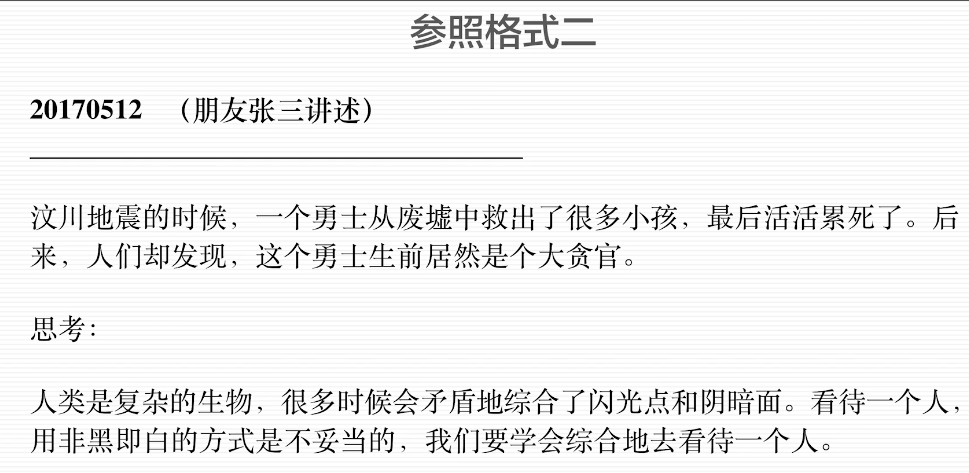 参照格式二
20170512 （朋友张三讲述）
汶川地震的时候，一个勇士从废墟中救出了很多小孩，最后活活累死了。后
来，人们却发现，这个勇士生前居然是个大贪官。
思考：
人类是复杂的生物，很多时候会矛盾地综合了闪光点和阴暗面。看待一个人，
用非黑即白的方式是不妥当的，我们要学会综合地去看待一个人。